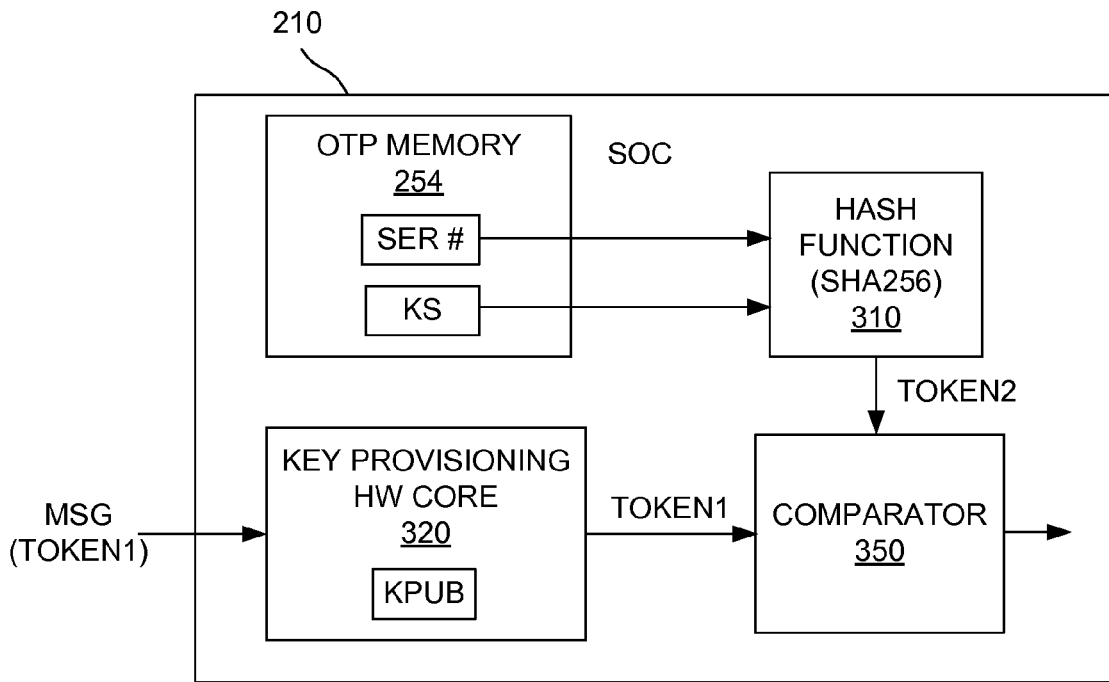 210
OTP MEMORY
254
SER #
KS
SOC
HASH
FUNCTION
(SHA256)
310
TOKEN2
KEY PROVISIONING
HW CORE
320
KPUB
MSG
(TOKEN1)
TOKEN1
COMPARATOR
350